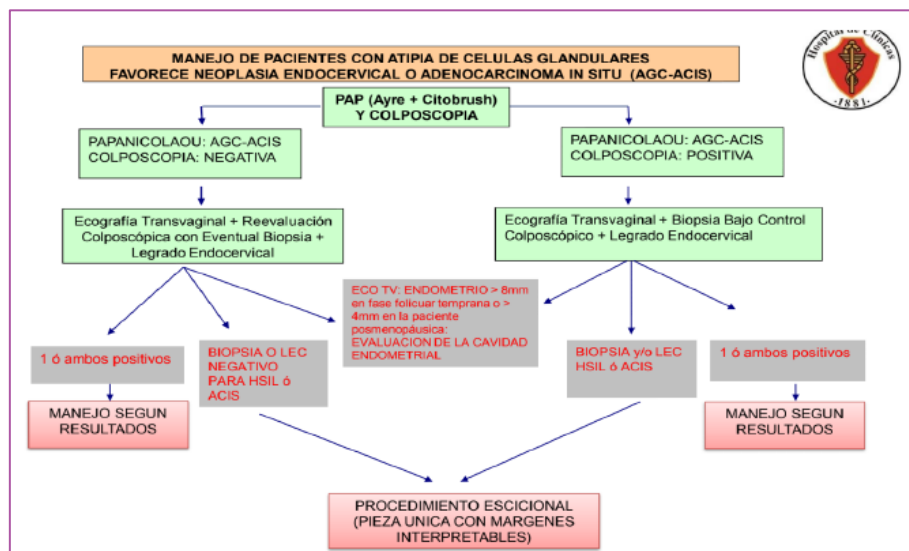 MANEJO DE PACIENTES CON ATIPIA DE CELULAS GLANDULARES
FAVORECE NEOPLASIA ENDOCERVICAL O ADENOCARCINOMA IN SITU (AGC-ACIS)
Hospital de Clínicas
.1881.
PAP (Ayre + Citobrush)
Y COLPOSCOPIA
PAPANICOLAOU: AGC-ACIS
COLPOSCOPIA: NEGATIVA
PAPANICOLAOU: AGC-ACIS
COLPOSCOPIA: POSITIVA
Ecografía Transvaginal + Reevaluación
Colposcópica con Eventual Biopsia +
Legrado Endocervical
Ecografía Transvaginal + Biopsia Bajo Control
Colposcópico + Legrado Endocervical
1 ó ambos positivos
BIOPSIA O LEC
NEGATIVO
PARA HSIL ó
ACIS
ECO TV: ENDOMETRIO > 8mm
en fase folicuar temprana o >
4mm en la paciente
posmenopáusica:
EVALUACION DE LA CAVIDAD
ENDOMETRIAL
BIOPSIA y/o LEC
HSIL ó ACIS
1 ó ambos positivos
MANEJO SEGUN
RESULTADOS
MANEJO SEGUN
RESULTADOS
PROCEDIMIENTO ESCICIONAL
(PIEZA UNICA CON MARGENES
INTERPRETABLES)